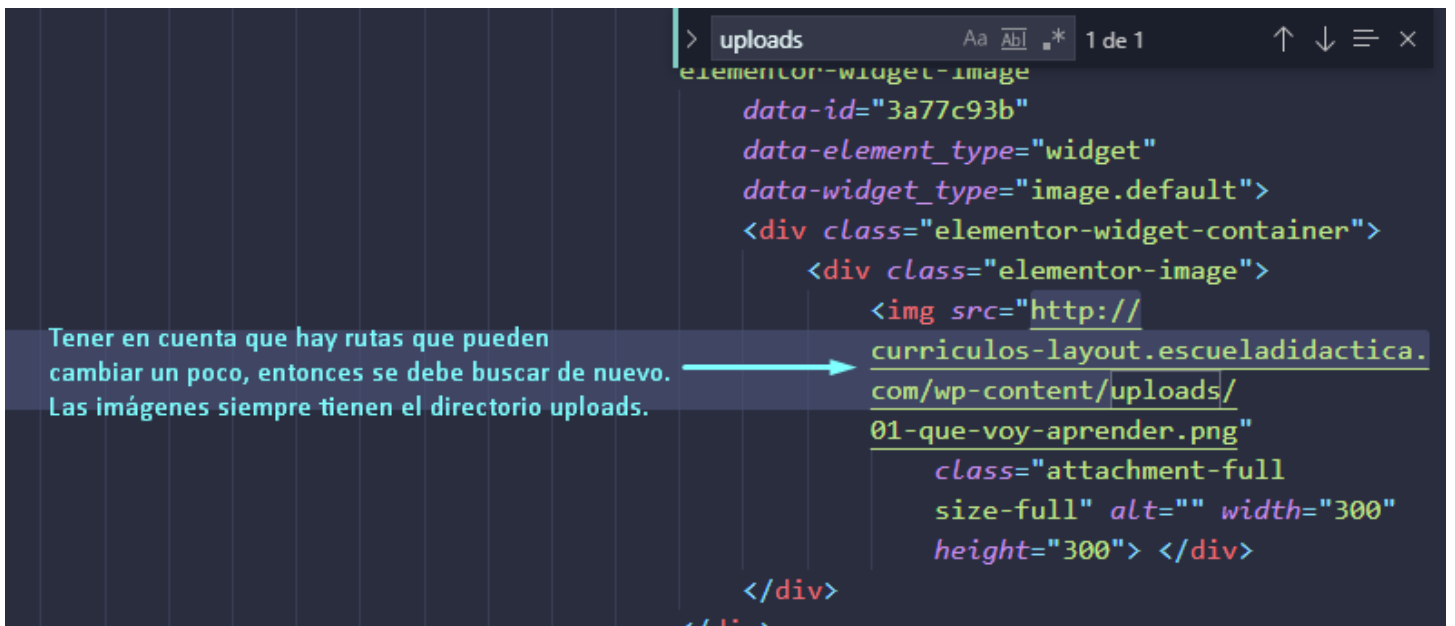 uploads Aa Abl .* 1 de 1
elementor-widget-image
data-id="3a77c93b"
data-element_type="widget"
data-widget_type="image.default">
<div class="elementor-widget-container">
<div class="elementor-image">
<img src="http://
curriculos-layout.escueladidactica.
com/wp-content/uploads/
01-que-voy-aprender.png"
class="attachment-full
size-full" alt="" width="300"
height="300"> </div>
</div>
</div>
Tener en cuenta que hay rutas que pueden
cambiar un poco, entonces se debe buscar de nuevo.
Las imágenes siempre tienen el directorio uploads.